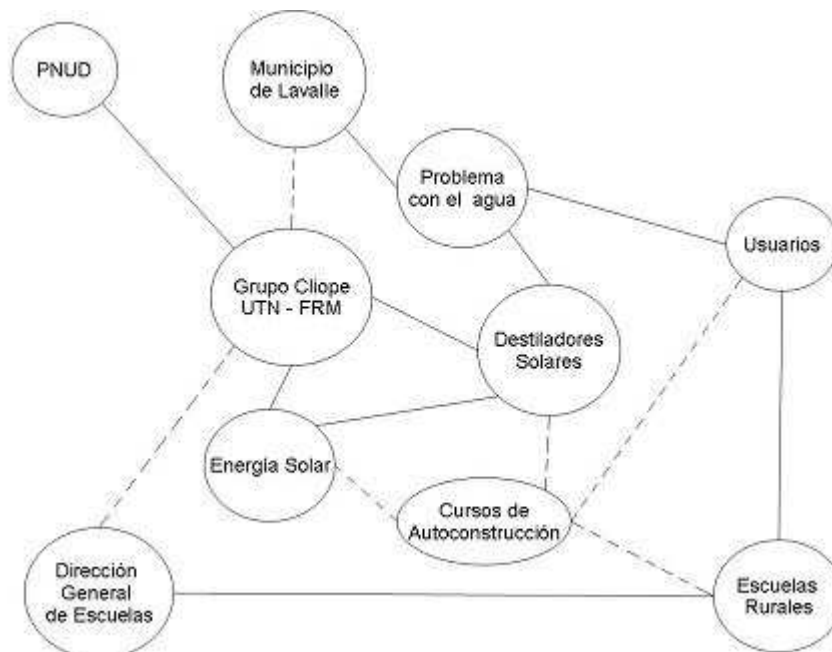 PNUD
Municipio
de Lavalle
Problema
con el agua
Usuarios
Grupo Cliope
UTN - FRM
Destiladores
Solares
Energía Solar
Cursos de
Autoconstrucción
Dirección
General
de Escuelas
Escuelas
Rurales